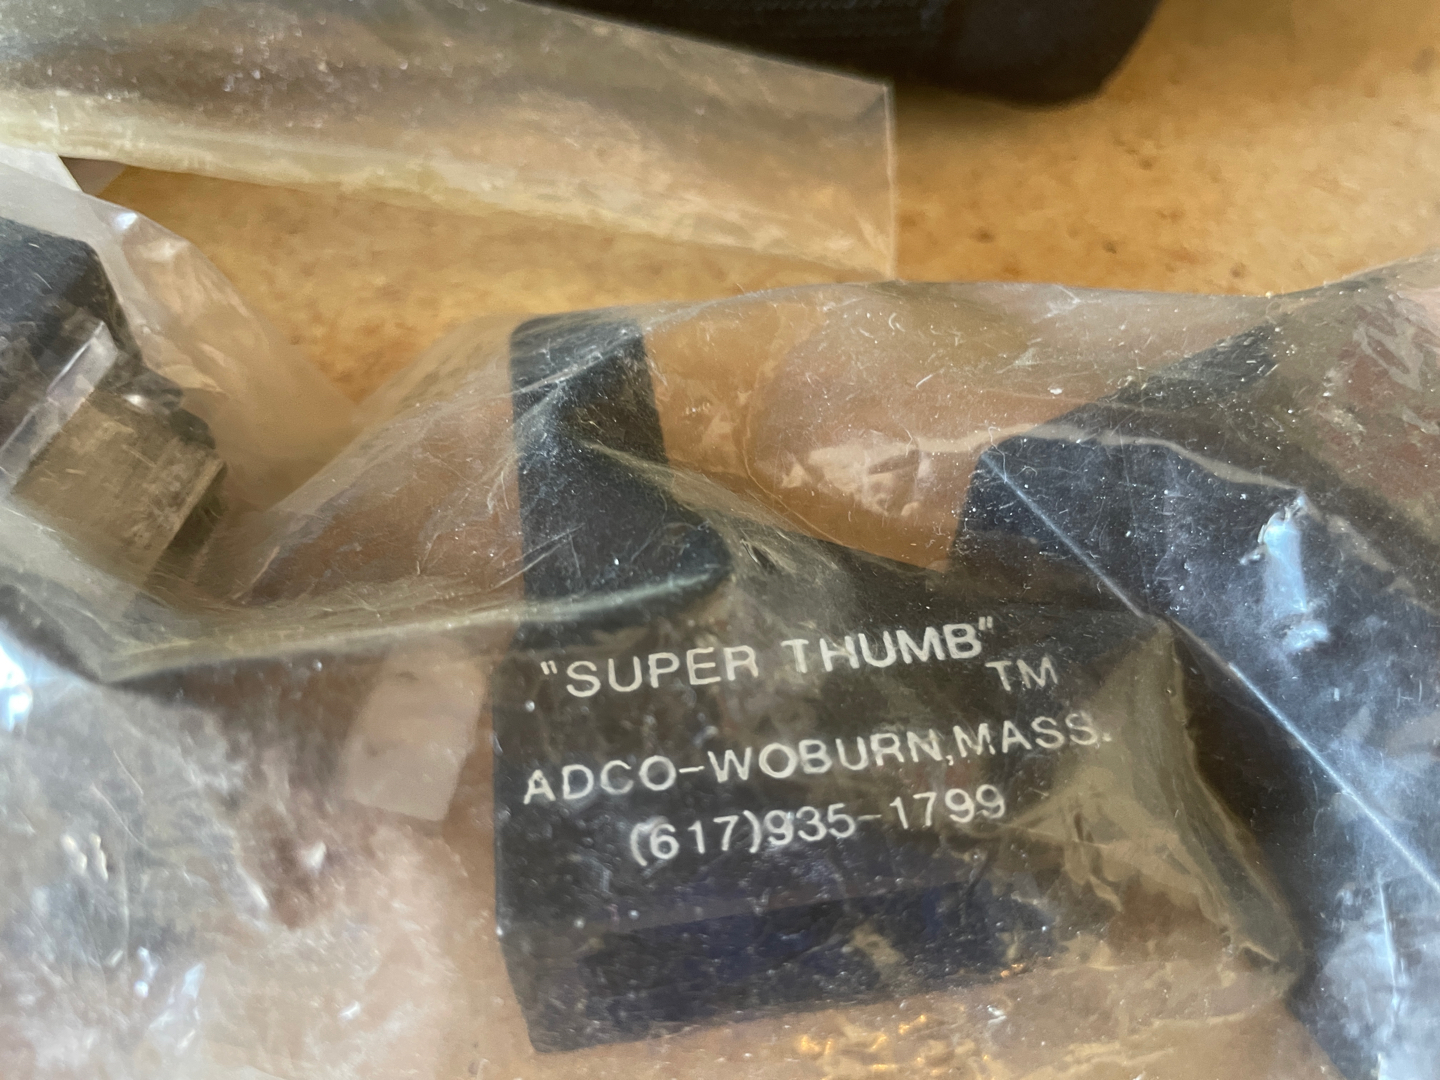 "SUPER THUMB"
TM
ADCO-WOBURN,MASS.
(617)935-1799